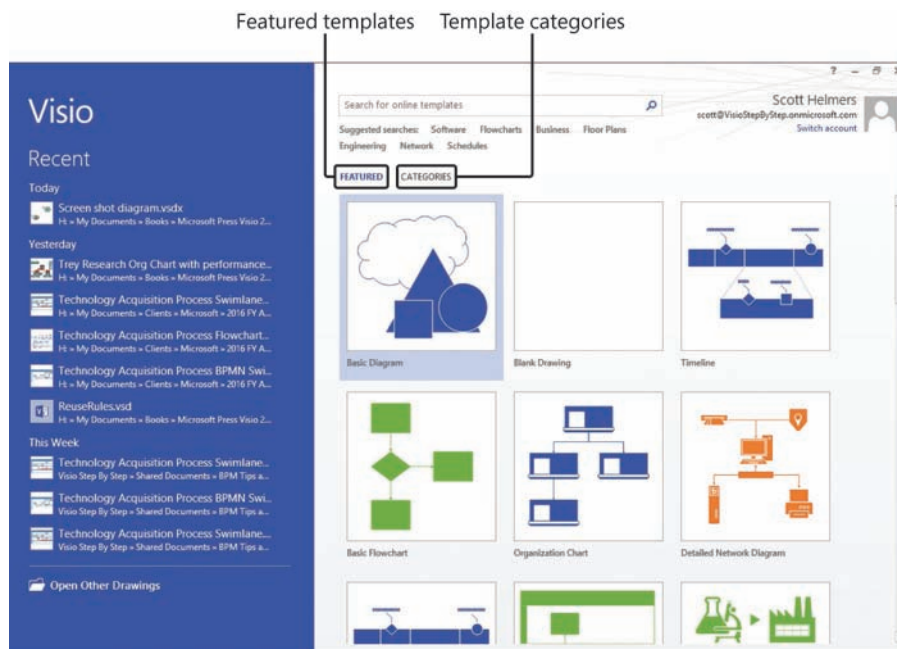 Featured templates Template categories
?
Visio
Search for online templates
Scott Helmers
scott@VisioStepByStep.onmicrosoft.com
Switch account
Suggested searches: Software Flowcharts Business Floor Plans
Engineering Network Schedules
Recent
FEATURED CATEGORIES
Today
Screen shot diagram.vsdx
H: » My Documents » Books » Microsoft Press Visio 2...
Yesterday
Trey Research Org Chart with performance...
H: » My Documents » Books » Microsoft Press Visio 2...
Technology Acquisition Process Swimlane...
H: » My Documents » Clients » Microsoft » 2016 FY A...
Technology Acquisition Process Flowchart...
H: » My Documents » Clients » Microsoft » 2016 FY A...
Technology Acquisition Process BPMN Swi...
H: » My Documents » Clients » Microsoft » 2016 FY A...
ReuseRules.vsd
H: » My Documents » Books » Microsoft Press Visio 2...
This Week
Technology Acquisition Process Swimlane...
Visio Step By Step » Shared Documents » BPM Tips a...
Technology Acquisition Process BPMN Swi...
Visio Step By Step » Shared Documents » BPM Tips a...
Technology Acquisition Process Swimlane...
Visio Step By Step » Shared Documents » BPM Tips a...
Open Other Drawings
Basic Diagram Blank Drawing Timeline
Basic Flowchart Organization Chart Detailed Network Diagram